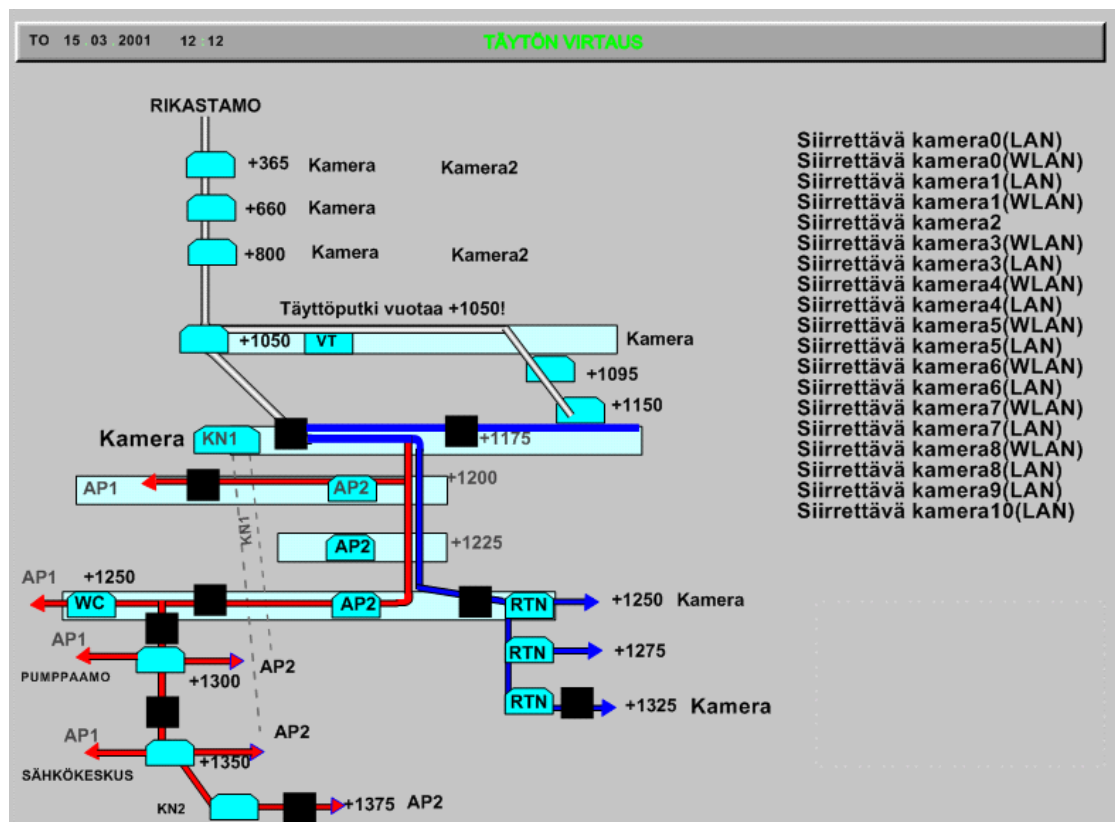 TO 15.03.2001 12:12
TÄYTÖN VIRTAUS
RIKASTAMO
+365 Kamera Kamera2
+660 Kamera
+800 Kamera Kamera2
Täyttöputki vuotaa +1050!
+1050 VT Kamera
+1095
+1150
Kamera KN1 +1175
AP1 AP2 +1200
KN1
AP2 +1225
AP1 +1250
WC AP2 RTN +1250 Kamera
AP1 RTN +1275
PUMPPAAMO +1300 AP2
RTN +1325 Kamera
AP1 AP2
SÄHKÖKESKUS +1350
KN2 +1375 AP2
Siirrettävä kamera0(LAN)
Siirrettävä kamera0(WLAN)
Siirrettävä kamera1(LAN)
Siirrettävä kamera1(WLAN)
Siirrettävä kamera2
Siirrettävä kamera3(WLAN)
Siirrettävä kamera3(LAN)
Siirrettävä kamera4(WLAN)
Siirrettävä kamera4(LAN)
Siirrettävä kamera5(WLAN)
Siirrettävä kamera5(LAN)
Siirrettävä kamera6(WLAN)
Siirrettävä kamera6(LAN)
Siirrettävä kamera7(WLAN)
Siirrettävä kamera7(LAN)
Siirrettävä kamera8(WLAN)
Siirrettävä kamera8(LAN)
Siirrettävä kamera9(LAN)
Siirrettävä kamera10(LAN)